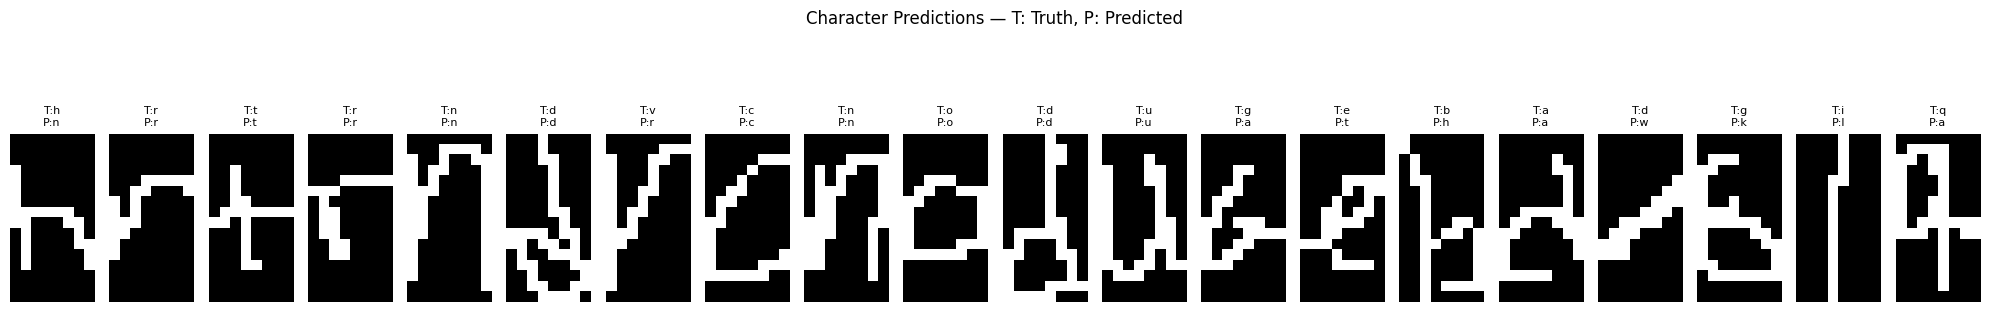 Character Predictions — T: Truth, P: Predicted
T:h T:r T:t T:r T:n T:d T:v T:c T:n T:o T:d T:u T:g T:e T:b T:a T:d T:g T:i T:q
P:n P:r P:t P:r P:n P:d P:r P:c P:n P:o P:d P:u P:a P:t P:h P:a P:w P:k P:l P:a